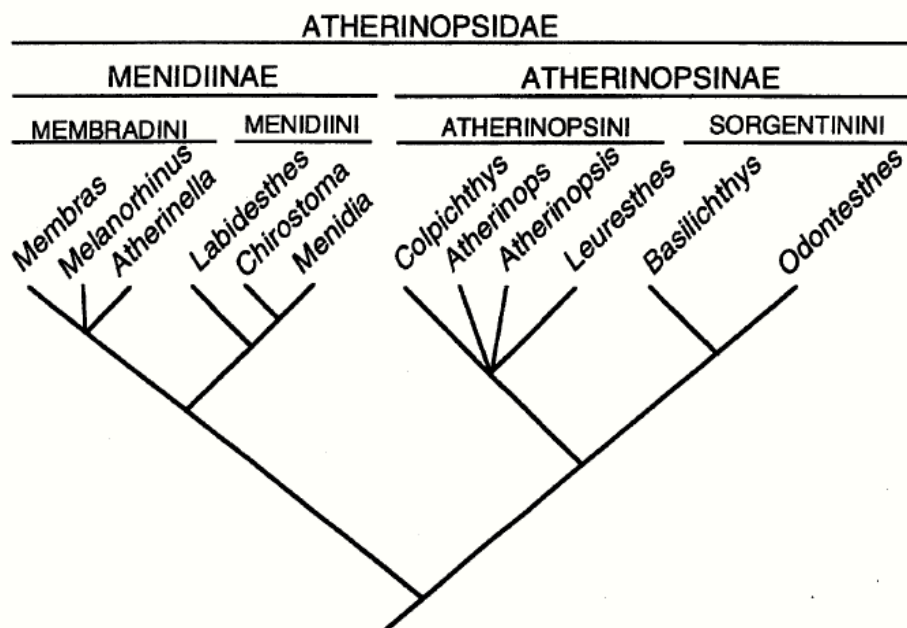 ATHERINOPSIDAE
MENIDIINAE ATHERINOPSINAE
MEMBRADINI MENIDIINI ATHERINOPSINI SORGENTININI
Membras Melanorhinus Atherinella Labidesthes Chirostoma Menidia Colpichthys Atherinops Atherinopsis Leuresthes Basilichthys Odontesthes